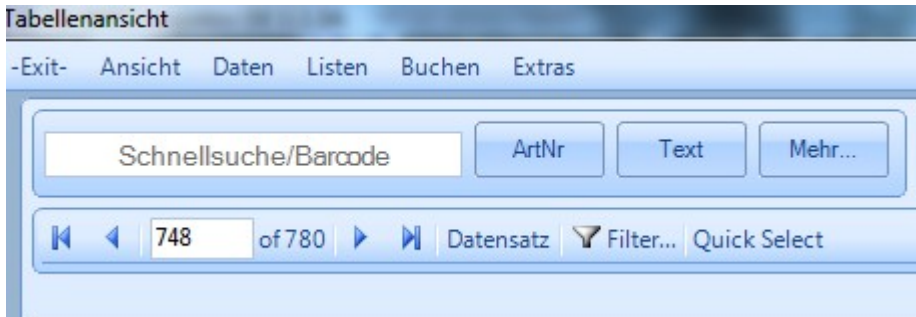 Tabellenansicht
-Exit- Ansicht Daten Listen Buchen Extras
Schnellsuche/Barcode ArtNr Text Mehr...
748 of 780 Datensatz Filter... Quick Select